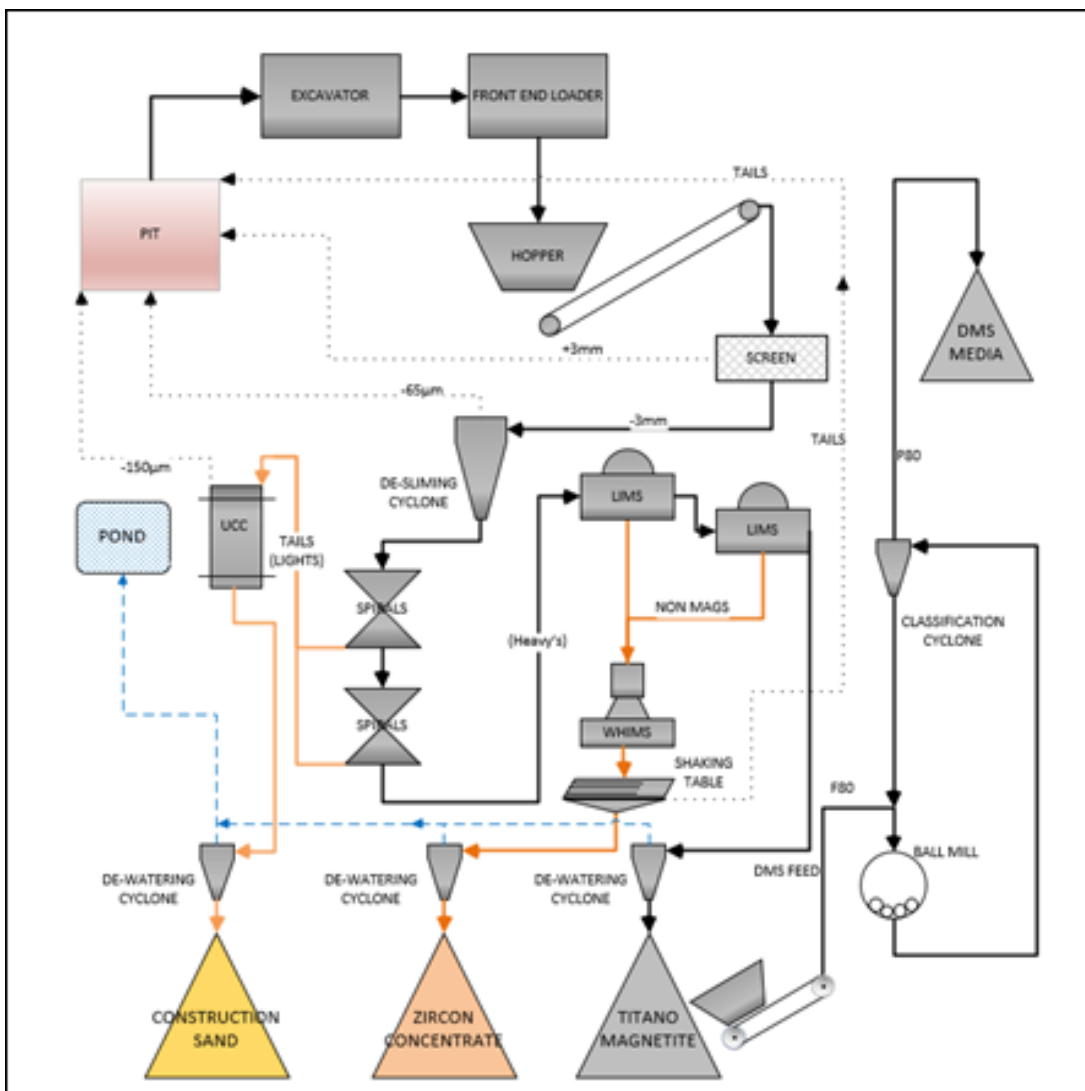 EXCAVATOR
FRONT END LOADER
TAILS
PIT
HOPPER
DMS
MEDIA
+3mm
SCREEN
-65µm
-3mm
TAILS
P80
-150µm
DE-SLIMING
CYCLONE
LIMS
UCC
LIMS
POND
TAILS
(LIGHTS)
SPIRALS
NON MAGS
CLASSIFICATION
CYCLONE
(Heavy's)
SPIRALS
WHIMS
SHAKING
TABLE
F80
BALL MILL
DE-WATERING
CYCLONE
DE-WATERING
CYCLONE
DE-WATERING
CYCLONE
DMS FEED
CONSTRUCTION
SAND
ZIRCON
CONCENTRATE
TITANO
MAGNETITE